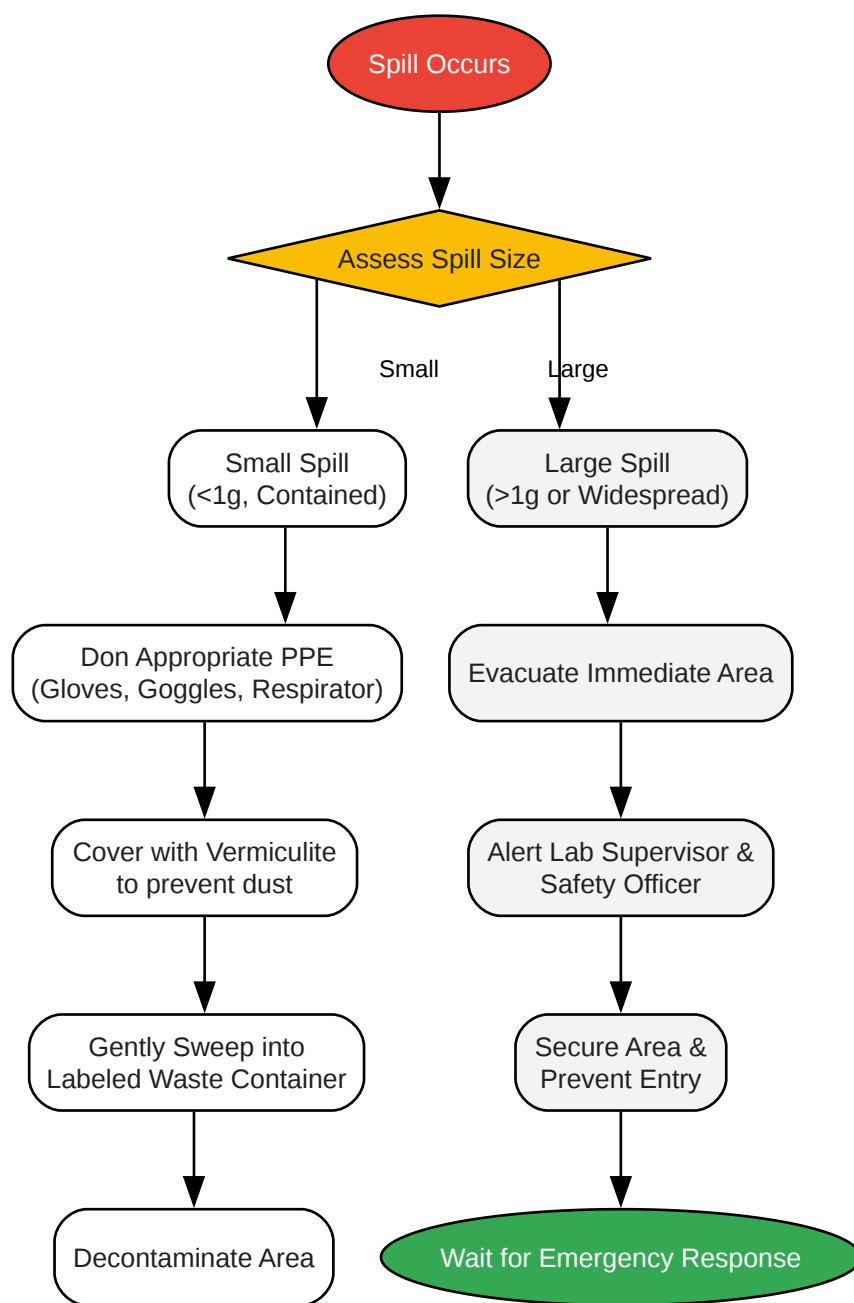 Spill Occurs
Assess Spill Size
Small
Large
Small Spill
(<1g, Contained)
Large Spill
(>1g or Widespread)
Don Appropriate PPE
(Gloves, Goggles, Respirator)
Evacuate Immediate Area
Cover with Vermiculite
to prevent dust
Alert Lab Supervisor &
Safety Officer
Gently Sweep into
Labeled Waste Container
Secure Area &
Prevent Entry
Decontaminate Area
Wait for Emergency Response